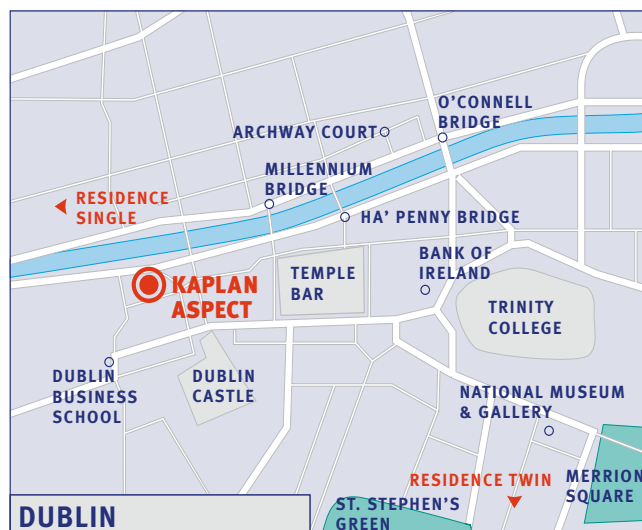 O'CONNELL
BRIDGE
ARCHWAY COURT
MILLENNIUM
BRIDGE
RESIDENCE
SINGLE
HA' PENNY BRIDGE
BANK OF
IRELAND
TEMPLE
BAR
KAPLAN
ASPECT
TRINITY
COLLEGE
DUBLIN
BUSINESS
SCHOOL
DUBLIN
CASTLE
NATIONAL MUSEUM
& GALLERY
RESIDENCE TWIN
MERRION
SQUARE
ST. STEPHEN'S
GREEN
DUBLIN